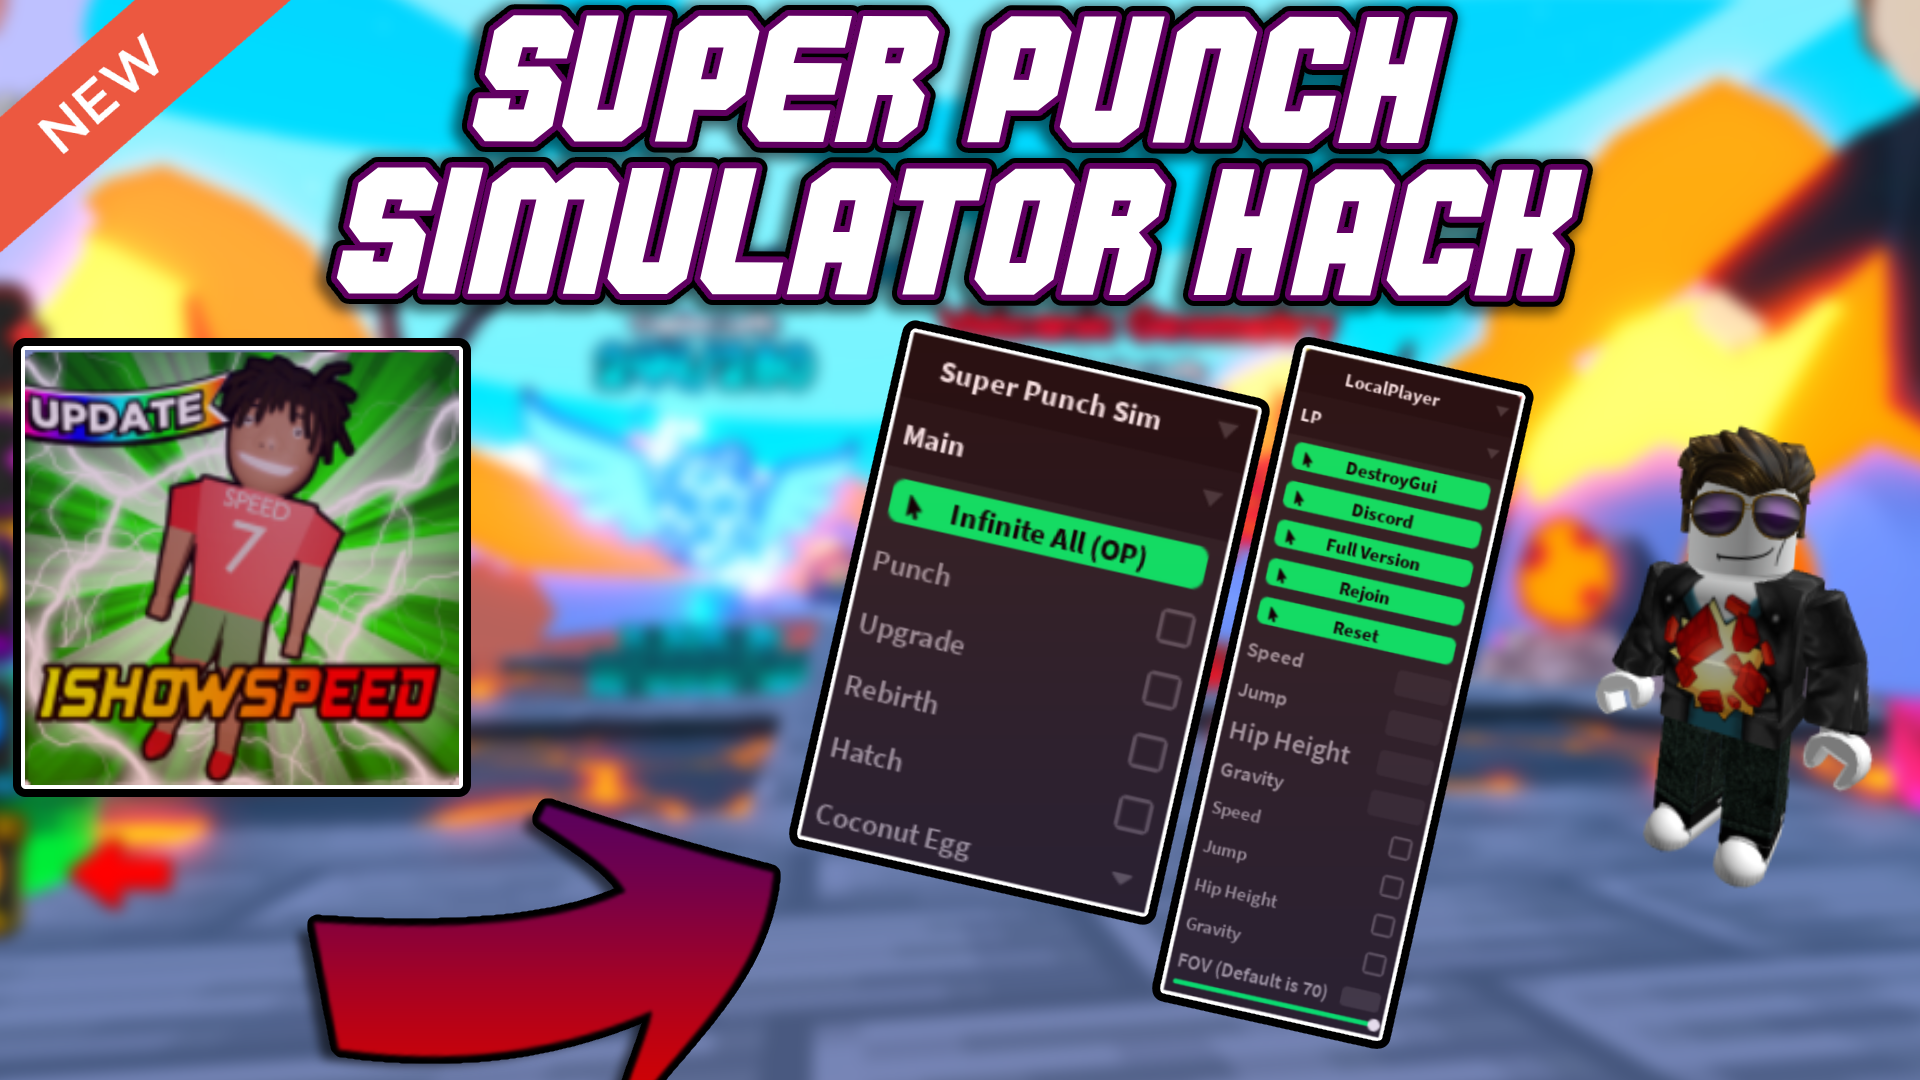 NEW
SUPER PUNCH
SIMULATOR HACK
UPDATE
SPEED
7
ISHOWSPEED
Super Punch Sim
Main
Infinite All (OP)
Punch
Upgrade
Rebirth
Hatch
Coconut Egg
LocalPlayer
LP
DestroyGui
Discord
Full Version
Rejoin
Reset
Speed
Jump
Hip Height
Gravity
Speed
Jump
Hip Height
Gravity
FOV (Default is 70)